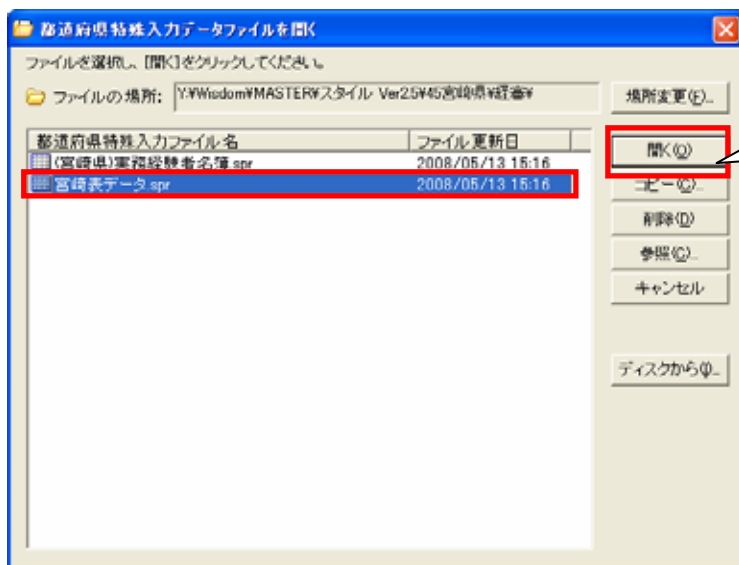 都道府県特殊入力データファイルを開く
ファイルを選択し、[開く]をクリックしてください。
ファイルの場所: Y:¥Wisdom¥MASTER¥スタイル Ver2.5¥45宮崎県¥経審¥
場所変更(F)...
都道府県特殊入力ファイル名 ファイル更新日
(宮崎県)実務経験者名簿.spr 2008/05/13 15:16
宮崎表データ.spr 2008/05/13 15:16
開く(O)
コピー(C)...
削除(D)
参照(G)...
キャンセル
ディスクから(I)...